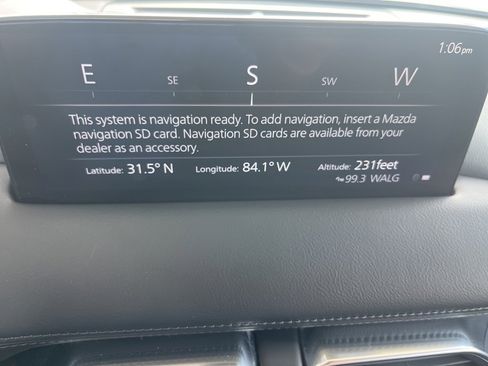 1:06pm
E SE S SW W
This system is navigation ready. To add navigation, insert a Mazda
navigation SD card. Navigation SD cards are available from your
dealer as an accessory.
Latitude: 31.5° N Longitude: 84.1° W Altitude: 231feet
99.3 WALG